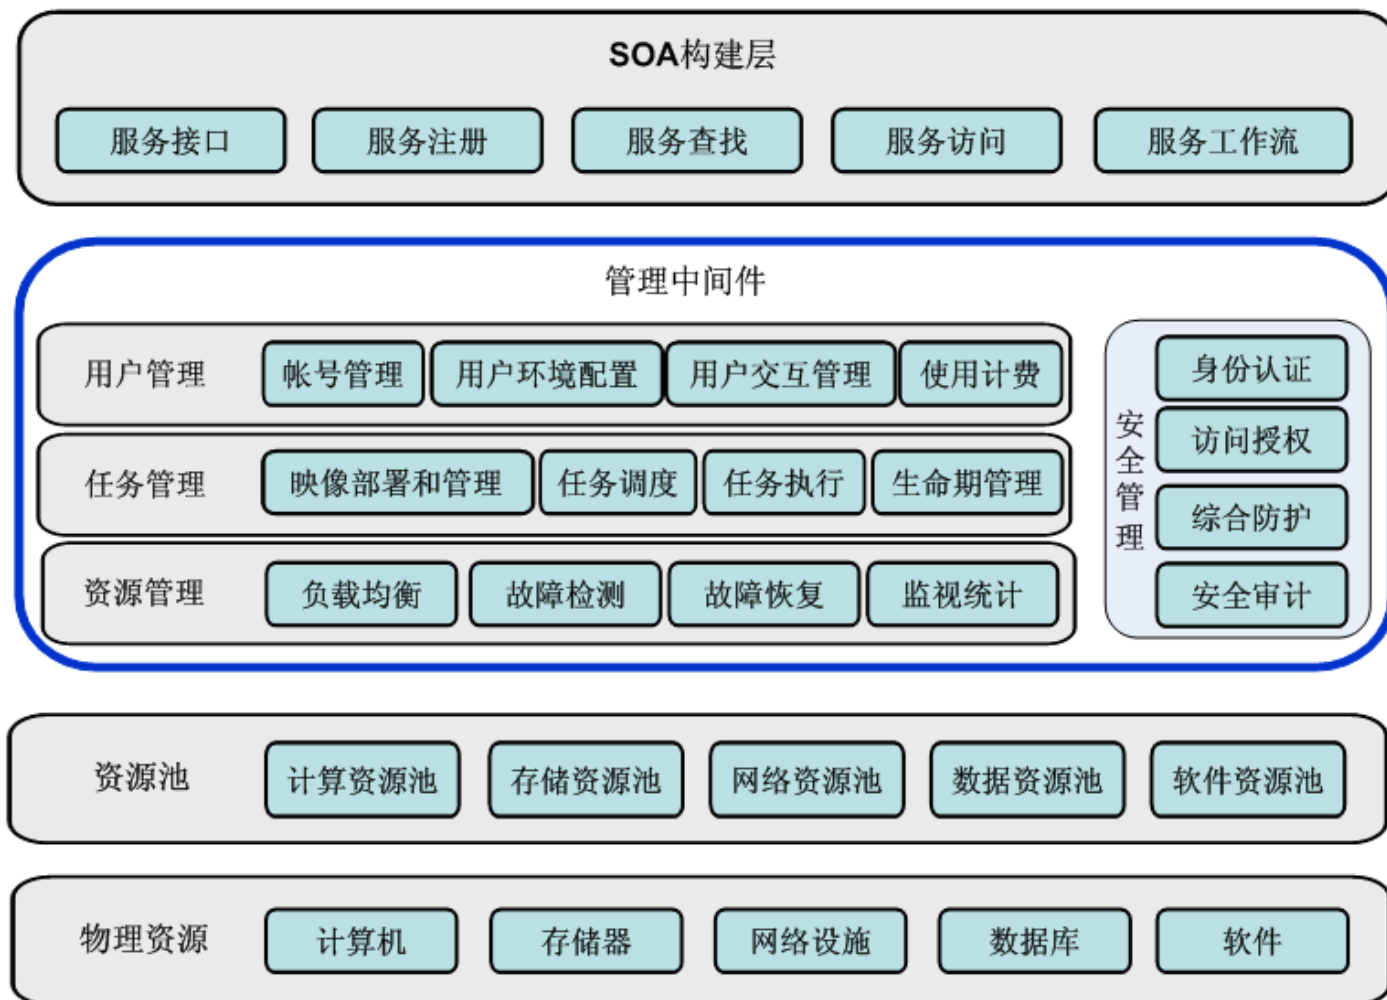 SOA构建层
服务接口 服务注册 服务查找 服务访问 服务工作流
管理中间件
用户管理 帐号管理 用户环境配置 用户交互管理 使用计费
任务管理 映像部署和管理 任务调度 任务执行 生命期管理
资源管理 负载均衡 故障检测 故障恢复 监视统计
安全管理
身份认证
访问授权
综合防护
安全审计
资源池 计算资源池 存储资源池 网络资源池 数据资源池 软件资源池
物理资源 计算机 存储器 网络设施 数据库 软件